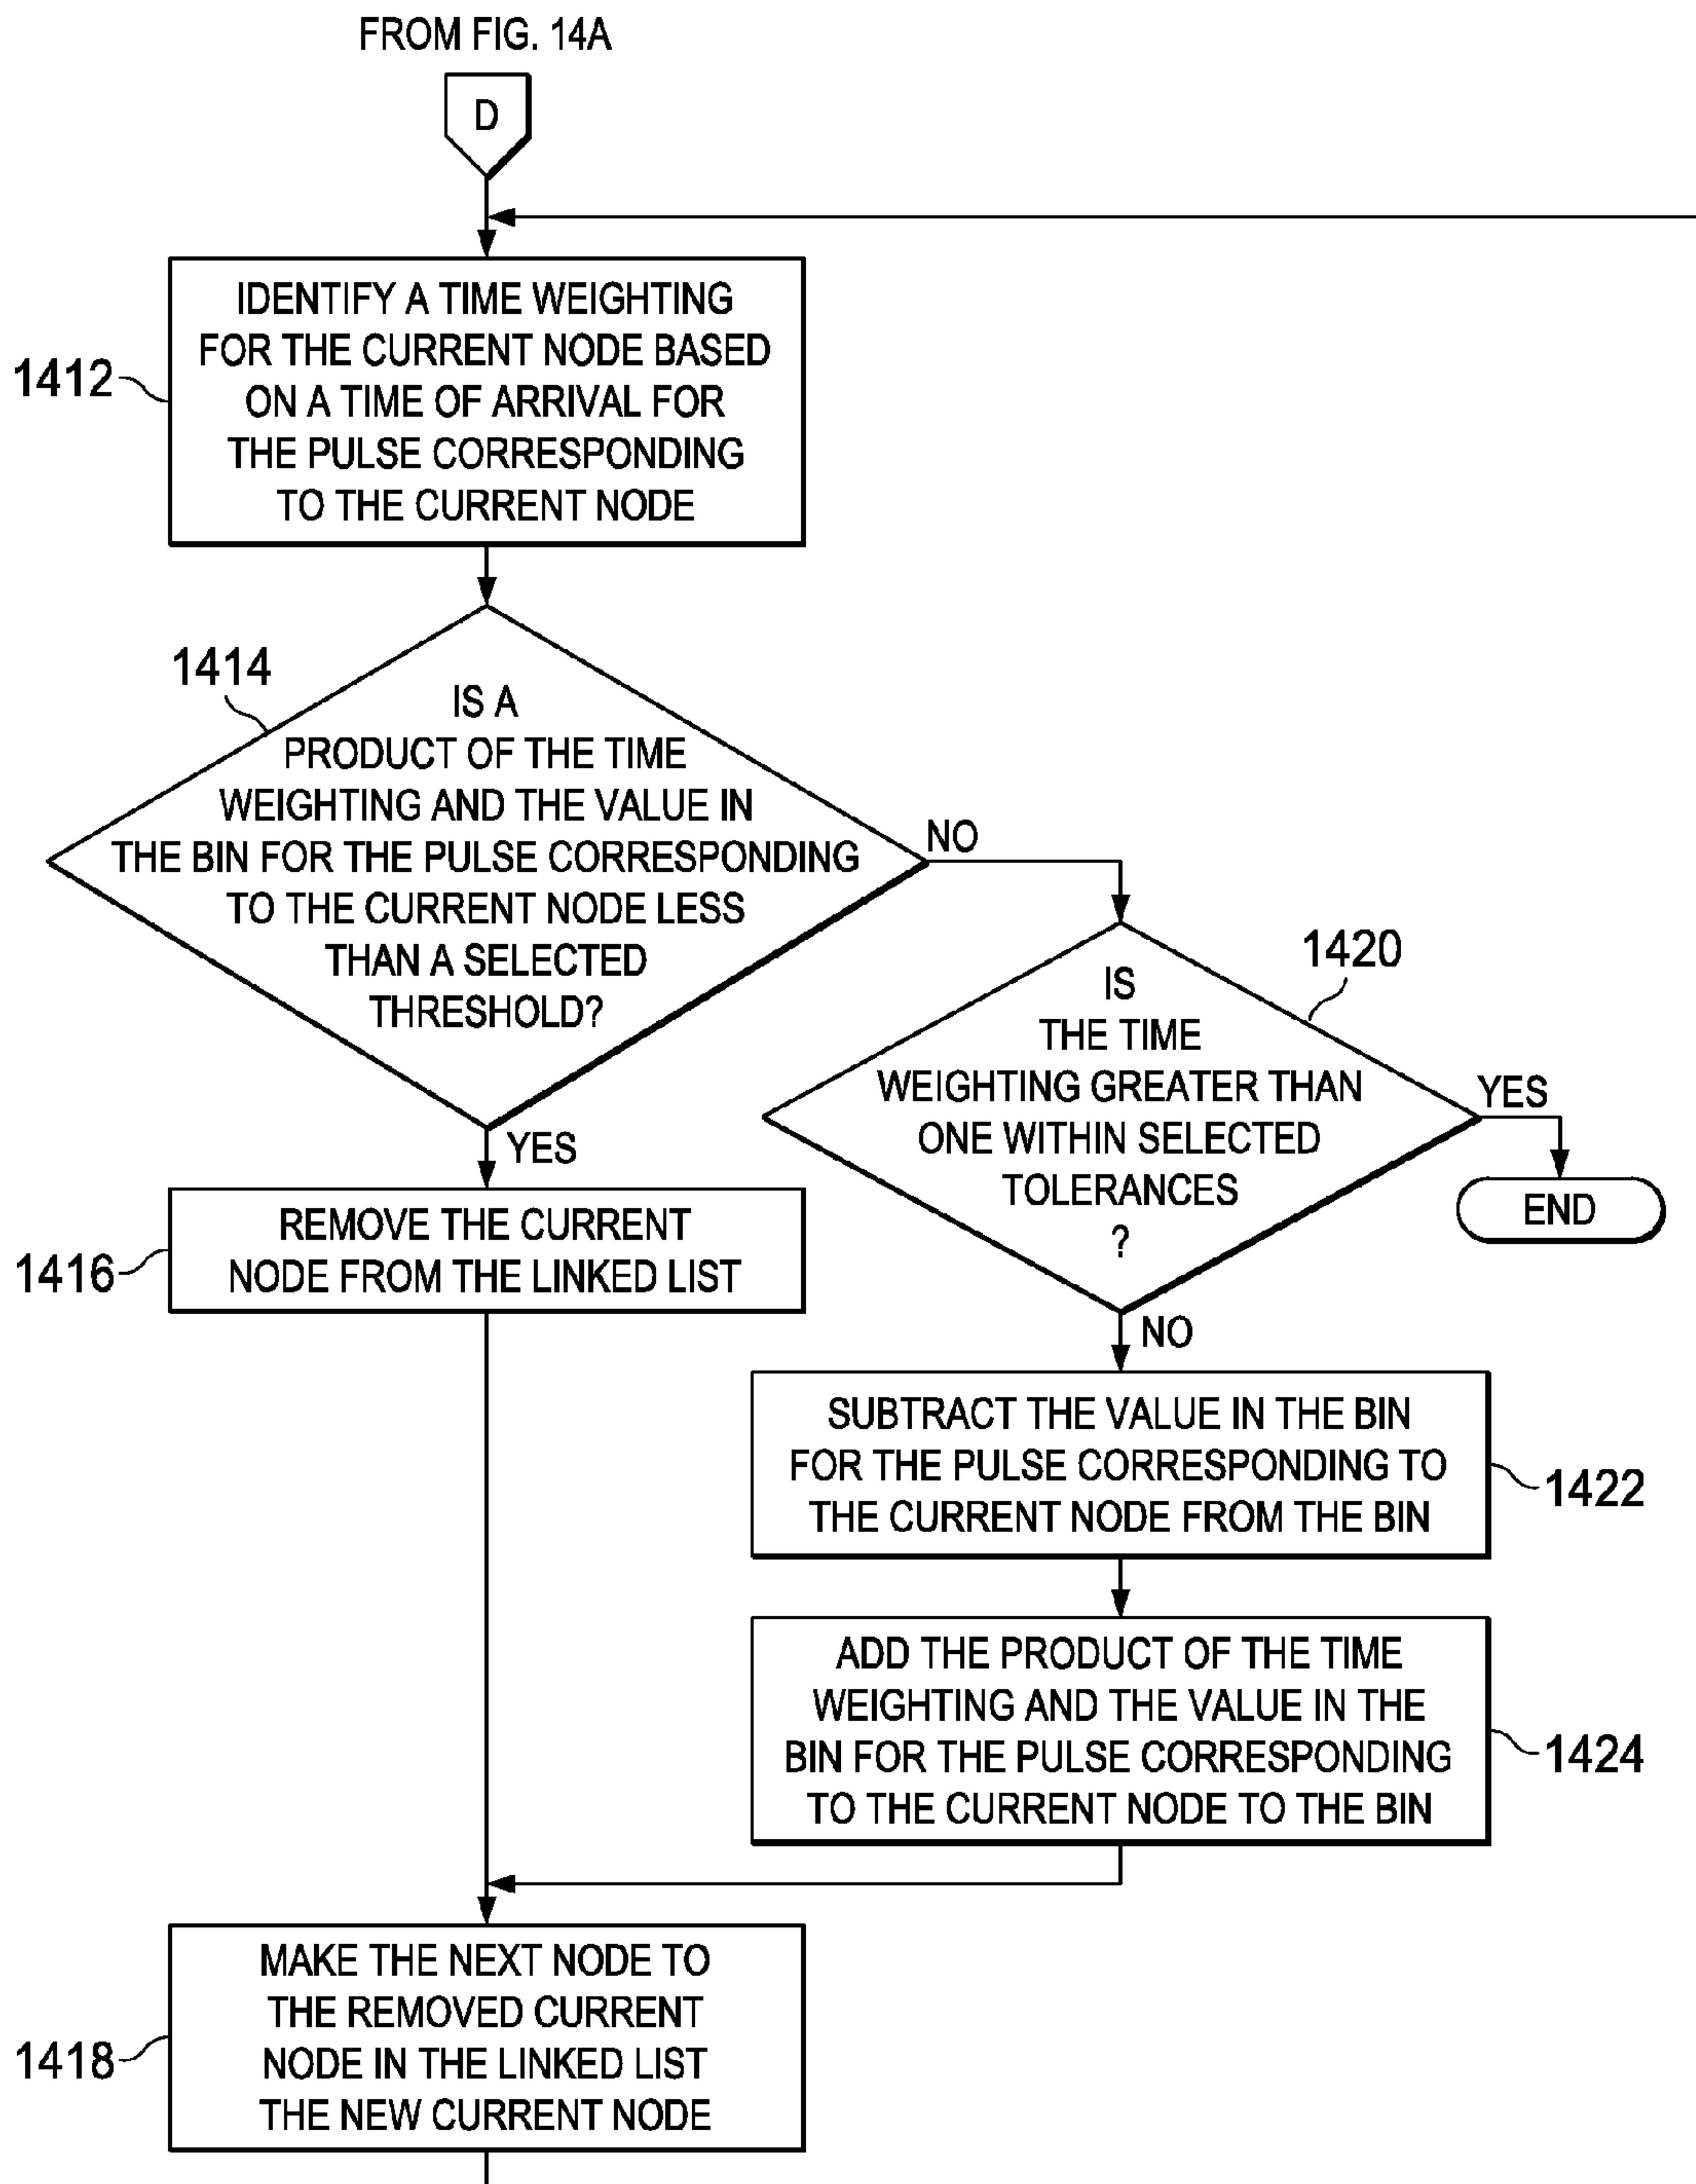 FROM FIG. 14A
D
IDENTIFY A TIME WEIGHTING
FOR THE CURRENT NODE BASED
ON A TIME OF ARRIVAL FOR
THE PULSE CORRESPONDING
TO THE CURRENT NODE
1412
1414
IS A
PRODUCT OF THE TIME
WEIGHTING AND THE VALUE IN
THE BIN FOR THE PULSE CORRESPONDING
TO THE CURRENT NODE LESS
THAN A SELECTED
THRESHOLD?
NO
YES
1420
IS
THE TIME
WEIGHTING GREATER THAN
ONE WITHIN SELECTED
TOLERANCES
?
YES
END
NO
REMOVE THE CURRENT
NODE FROM THE LINKED LIST
1416
SUBTRACT THE VALUE IN THE BIN
FOR THE PULSE CORRESPONDING TO
THE CURRENT NODE FROM THE BIN
1422
ADD THE PRODUCT OF THE TIME
WEIGHTING AND THE VALUE IN THE
BIN FOR THE PULSE CORRESPONDING
TO THE CURRENT NODE TO THE BIN
1424
MAKE THE NEXT NODE TO
THE REMOVED CURRENT
NODE IN THE LINKED LIST
THE NEW CURRENT NODE
1418